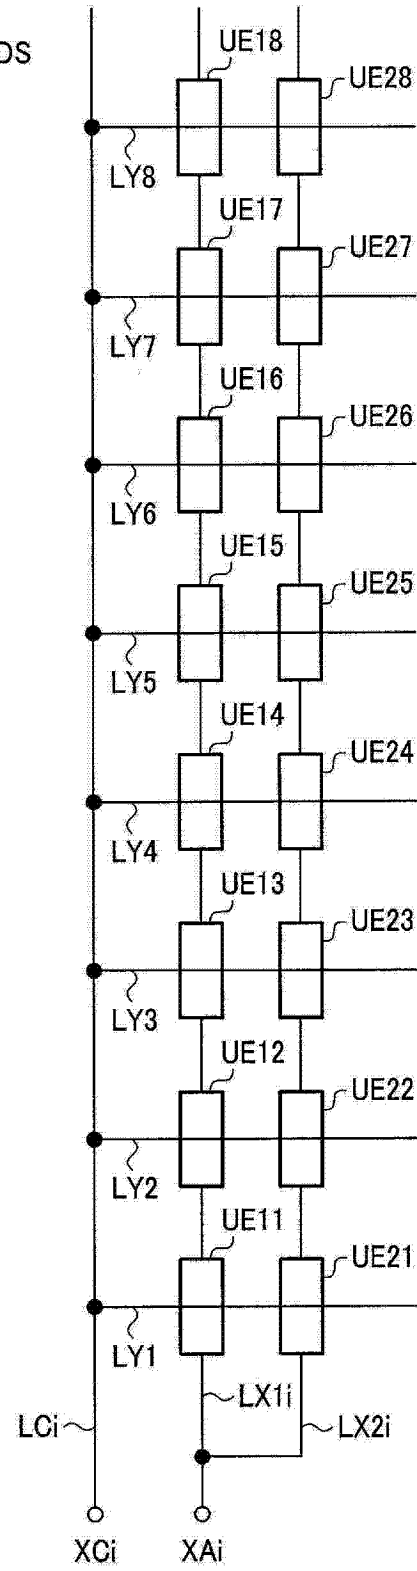 DS
UE18
UE28
LY8
UE17
UE27
LY7
UE16
UE26
LY6
UE15
UE25
LY5
UE14
UE24
LY4
UE13
UE23
LY3
UE12
UE22
LY2
UE11
UE21
LY1
LX1i
LCi
LX2i
XCi
XAi